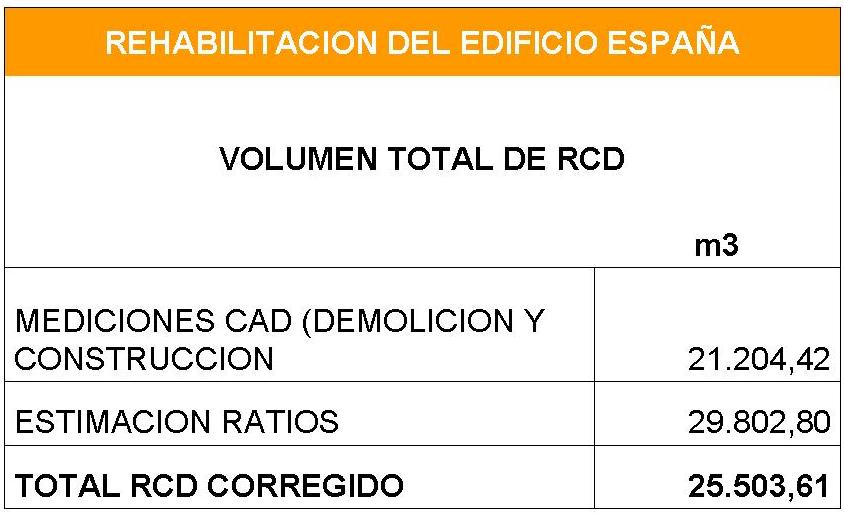 REHABILITACION DEL EDIFICIO ESPAÑA
VOLUMEN TOTAL DE RCD
m3
MEDICIONES CAD (DEMOLICION Y
CONSTRUCCION 21.204,42
ESTIMACION RATIOS 29.802,80
TOTAL RCD CORREGIDO 25.503,61